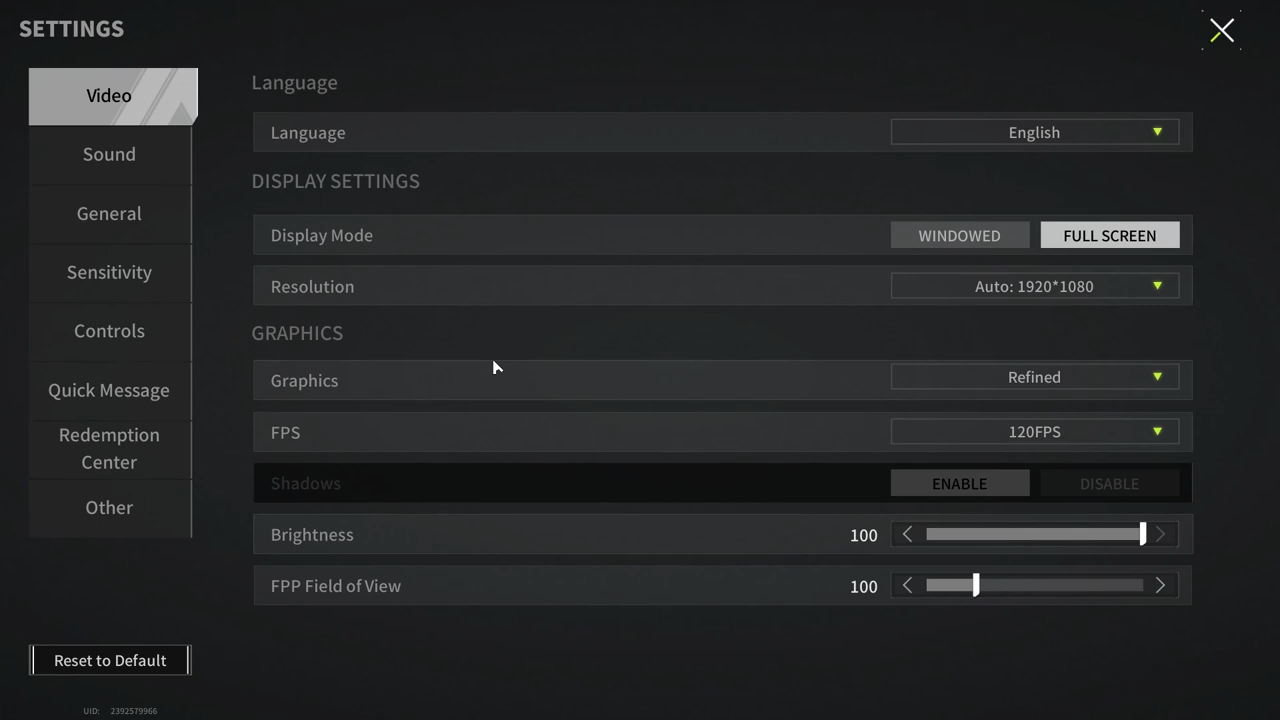 SETTINGS
Video
Sound
General
Sensitivity
Controls
Quick Message
Redemption
Center
Other
Reset to Default
UID: 2392579966
Language
Language English
DISPLAY SETTINGS
Display Mode WINDOWED FULL SCREEN
Resolution Auto: 1920*1080
GRAPHICS
Graphics Refined
FPS 120FPS
Shadows ENABLE DISABLE
Brightness 100
FPP Field of View 100